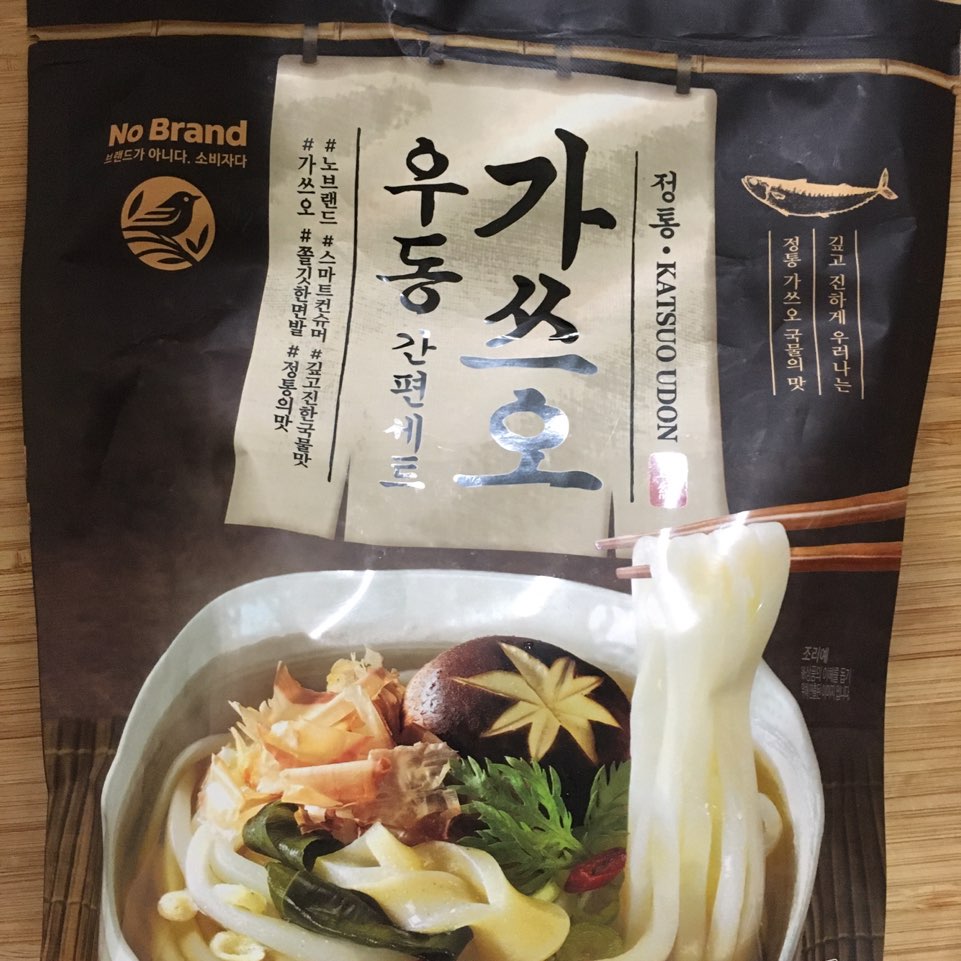 No Brand
브랜드가 아니다. 소비자다
#노브랜드 #스마트컨슈머 #깊고진한국물맛
#가쓰오 #쫄깃한면발 #정통의맛
가쓰오
우동 간편세트
정통·KATSUO UDON
깊고 진하게 우러나는
정통 가쓰오 국물의 맛
조리예